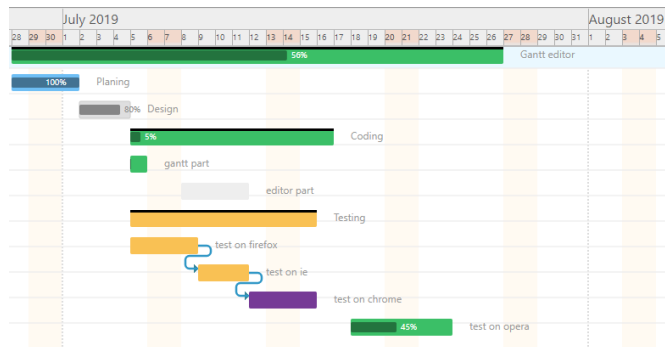 July 2019 August 2019
28 29 30 1 2 3 4 5 6 7 8 9 10 11 12 13 14 15 16 17 18 19 20 21 22 23 24 25 26 27 28 29 30 31 1 2 3 4 5
56% Gantt editor
100% Planing
80% Design
5% Coding
gantt part
editor part
Testing
test on firefox
test on ie
test on chrome
45% test on opera